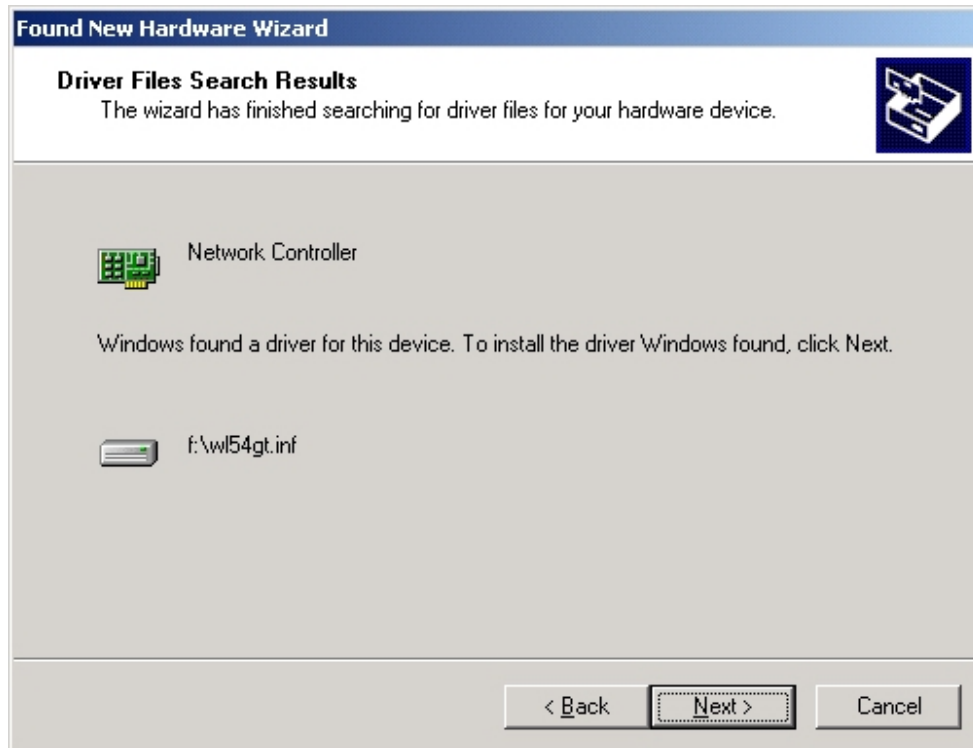 Found New Hardware Wizard
Driver Files Search Results
The wizard has finished searching for driver files for your hardware device.
Network Controller
Windows found a driver for this device. To install the driver Windows found, click Next.
f:\wl54gt.inf
< Back
Next >
Cancel